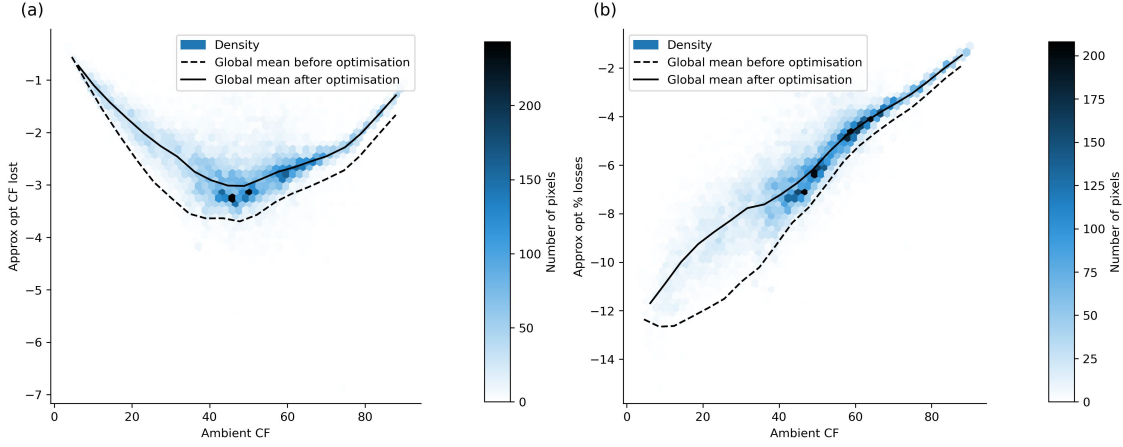 (a)
Density
Global mean before optimisation
Global mean after optimisation
−1
−2
−3
−4
−5
−6
−7
Approx opt CF lost
0
20
40
60
80
Ambient CF
200
150
100
50
0
Number of pixels
(b)
Density
Global mean before optimisation
Global mean after optimisation
−2
−4
−6
−8
−10
−12
−14
Approx opt % losses
0
20
40
60
80
Ambient CF
200
175
150
125
100
75
50
25
0
Number of pixels